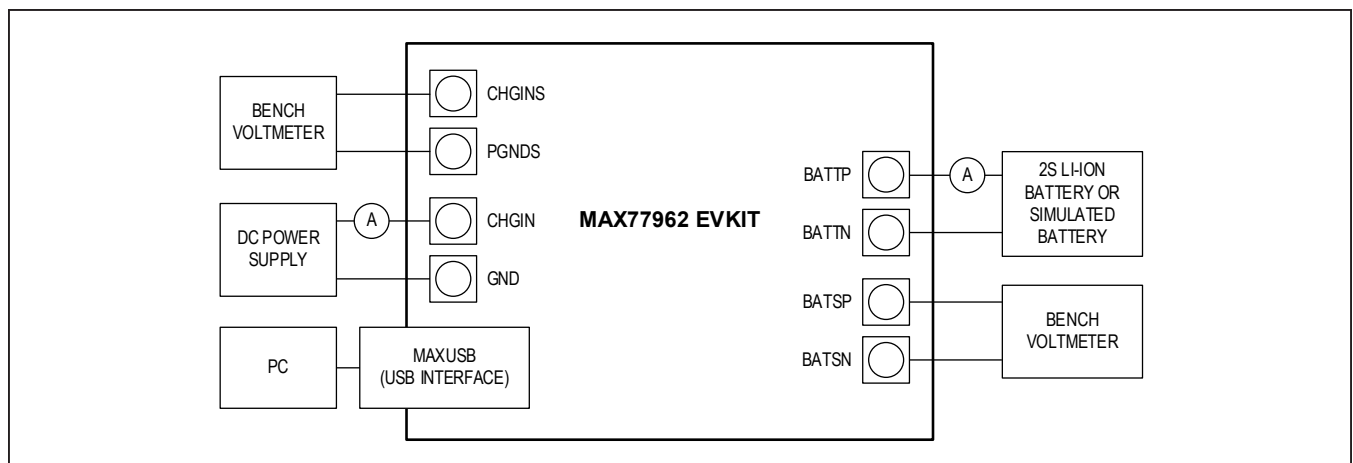 BENCH
VOLTMETER
CHGINS
PGNDS
DC POWER
SUPPLY
A
CHGIN
GND
PC
MAXUSB
(USB INTERFACE)
MAX77962 EVKIT
BATTP
A
BATTN
2S LI-ION
BATTERY OR
SIMULATED
BATTERY
BATSP
BATSN
BENCH
VOLTMETER